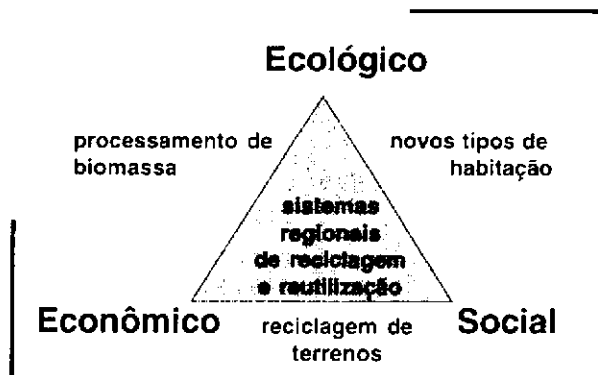 Ecológico
processamento de
biomassa
novos tipos de
habitação
sistemas
regionais
de reciclagem
e reutilização
Econômico
reciclagem de
terrenos
Social